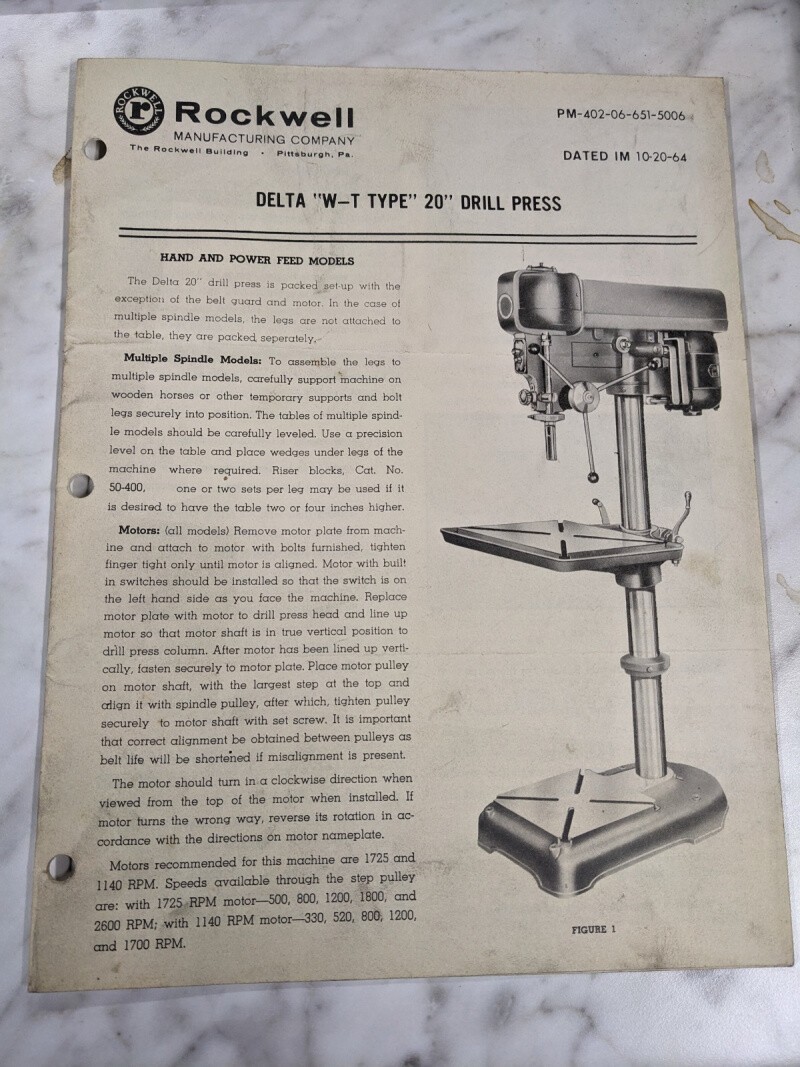 ROCKWELL
r
Rockwell
MANUFACTURING COMPANY
The Rockwell Building • Pittsburgh, Pa.
PM-402-06-651-5006
DATED IM 10-20-64
DELTA "W–T TYPE" 20" DRILL PRESS
HAND AND POWER FEED MODELS
The Delta 20" drill press is packed set-up with the
exception of the belt guard and motor. In the case of
multiple spindle models, the legs are not attached to
the table, they are packed seperately.
Multiple Spindle Models: To assemble the legs to
multiple spindle models, carefully support machine on
wooden horses or other temporary supports and bolt
legs securely into position. The tables of multiple spind-
le models should be carefully leveled. Use a precision
level on the table and place wedges under legs of the
machine where required. Riser blocks, Cat. No.
50-400, one or two sets per leg may be used if it
is desired to have the table two or four inches higher.
Motors: (all models) Remove motor plate from mach-
ine and attach to motor with bolts furnished, tighten
finger tight only until motor is aligned. Motor with built
in switches should be installed so that the switch is on
the left hand side as you face the machine. Replace
motor plate with motor to drill press head and line up
motor so that motor shaft is in true vertical position to
drill press column. After motor has been lined up verti-
cally, fasten securely to motor plate. Place motor pulley
on motor shaft, with the largest step at the top and
align it with spindle pulley, after which, tighten pulley
securely to motor shaft with set screw. It is important
that correct alignment be obtained between pulleys as
belt life will be shortened if misalignment is present.
The motor should turn in a clockwise direction when
viewed from the top of the motor when installed. If
motor turns the wrong way, reverse its rotation in ac-
cordance with the directions on motor nameplate.
Motors recommended for this machine are 1725 and
1140 RPM. Speeds available through the step pulley
are: with 1725 RPM motor—500, 800, 1200, 1800, and
2600 RPM; with 1140 RPM motor—330, 520, 800, 1200,
and 1700 RPM.
FIGURE 1